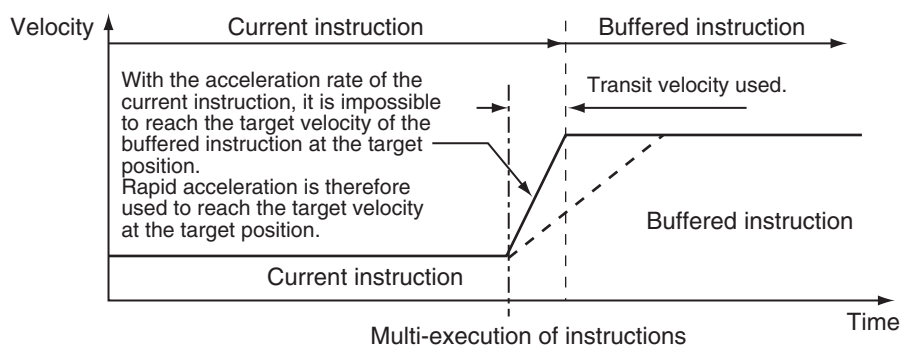 Velocity
Current instruction
Buffered instruction
With the acceleration rate of the
current instruction, it is impossible
to reach the target velocity of the
buffered instruction at the target
position.
Rapid acceleration is therefore
used to reach the target velocity
at the target position.
Transit velocity used.
Buffered instruction
Current instruction
Time
Multi-execution of instructions